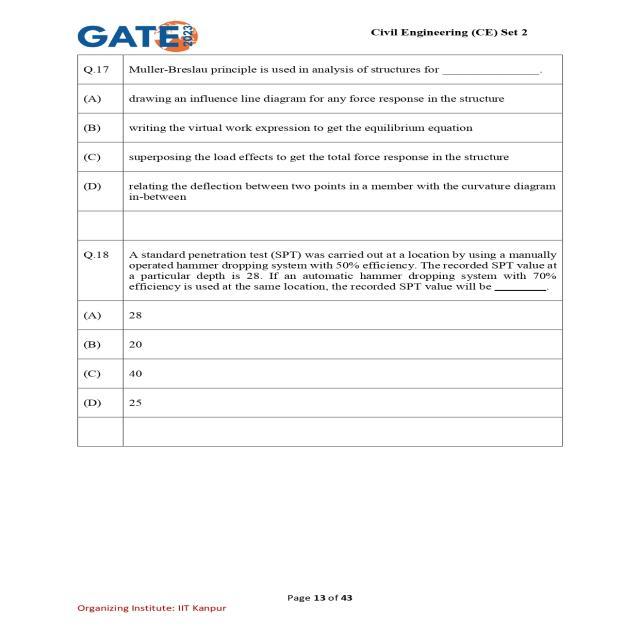 GATE 2023
Civil Engineering (CE) Set 2
Q.17 Muller-Breslau principle is used in analysis of structures for ________________.
(A) drawing an influence line diagram for any force response in the structure
(B) writing the virtual work expression to get the equilibrium equation
(C) superposing the load effects to get the total force response in the structure
(D) relating the deflection between two points in a member with the curvature diagram
in-between
Q.18 A standard penetration test (SPT) was carried out at a location by using a manually
operated hammer dropping system with 50% efficiency. The recorded SPT value at
a particular depth is 28. If an automatic hammer dropping system with 70%
efficiency is used at the same location, the recorded SPT value will be _________.
(A) 28
(B) 20
(C) 40
(D) 25
Page 13 of 43
Organizing Institute: IIT Kanpur